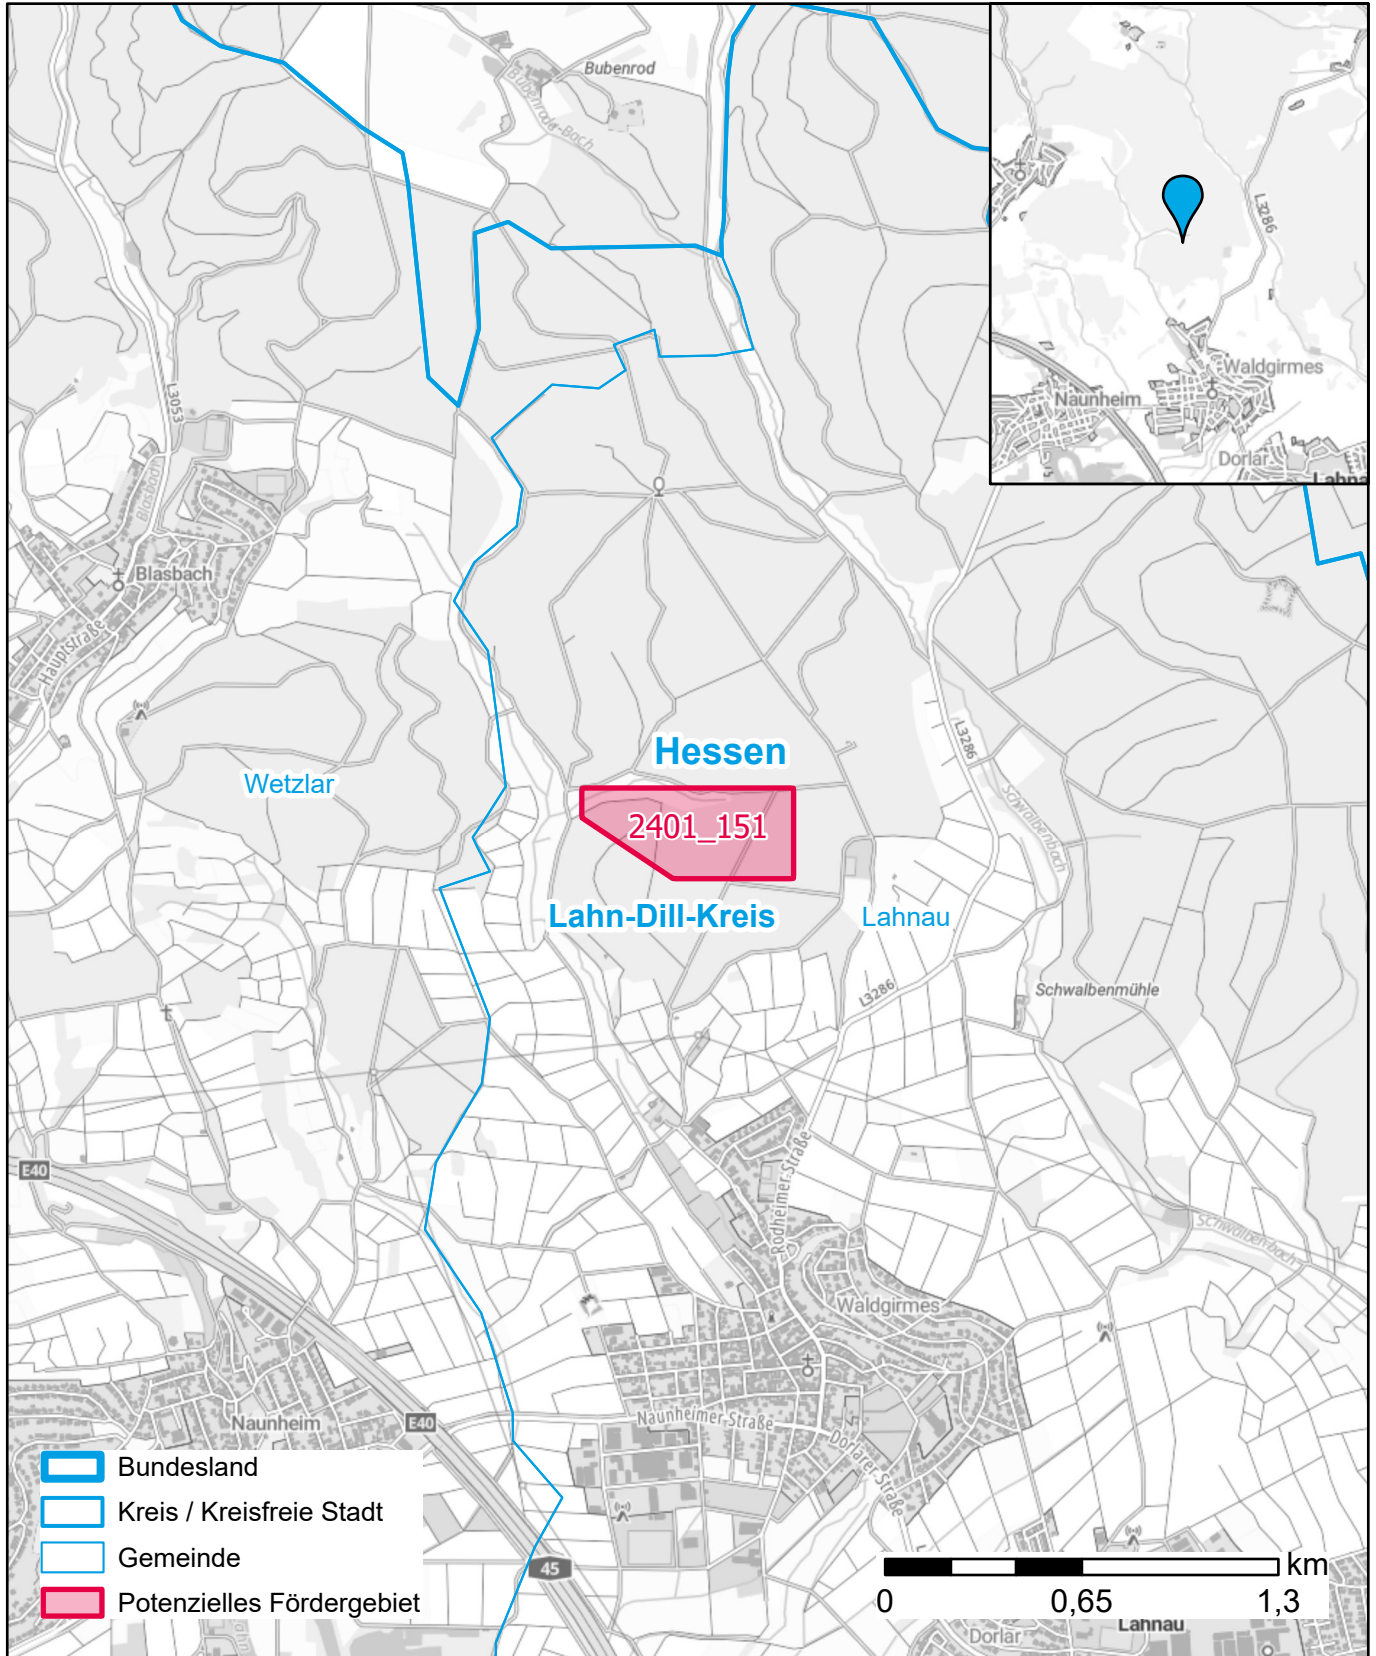 Bubenrod
Bubenroder-Bach
L3286
Waldgirmes
Naunheim
Dorlar
L3053
Blasbach
Blasbach
Hauptstraße
Hessen
L3286
Wetzlar
Schwalbenbach
2401_151
Lahn-Dill-Kreis
Lahnau
L3286
Schwalbenmühle
E40
Rodheimer-Straße
Schwalbenbach
Waldgirmes
Naunheim
E40
Naunheimer-Straße
Dorlarer-Straße
Bundesland
Kreis / Kreisfreie Stadt
Gemeinde
Potenzielles Fördergebiet
45
km
0 0,65 1,3
Lahnau
Dorlar